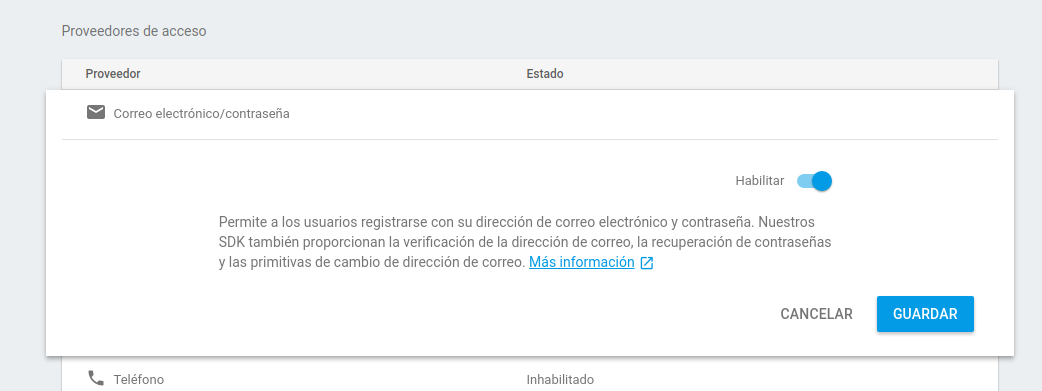 Proveedores de acceso
Proveedor Estado
Correo electrónico/contraseña
Habilitar
Permite a los usuarios registrarse con su dirección de correo electrónico y contraseña. Nuestros
SDK también proporcionan la verificación de la dirección de correo, la recuperación de contraseñas
y las primitivas de cambio de dirección de correo. Más información
CANCELAR GUARDAR
Teléfono Inhabilitado